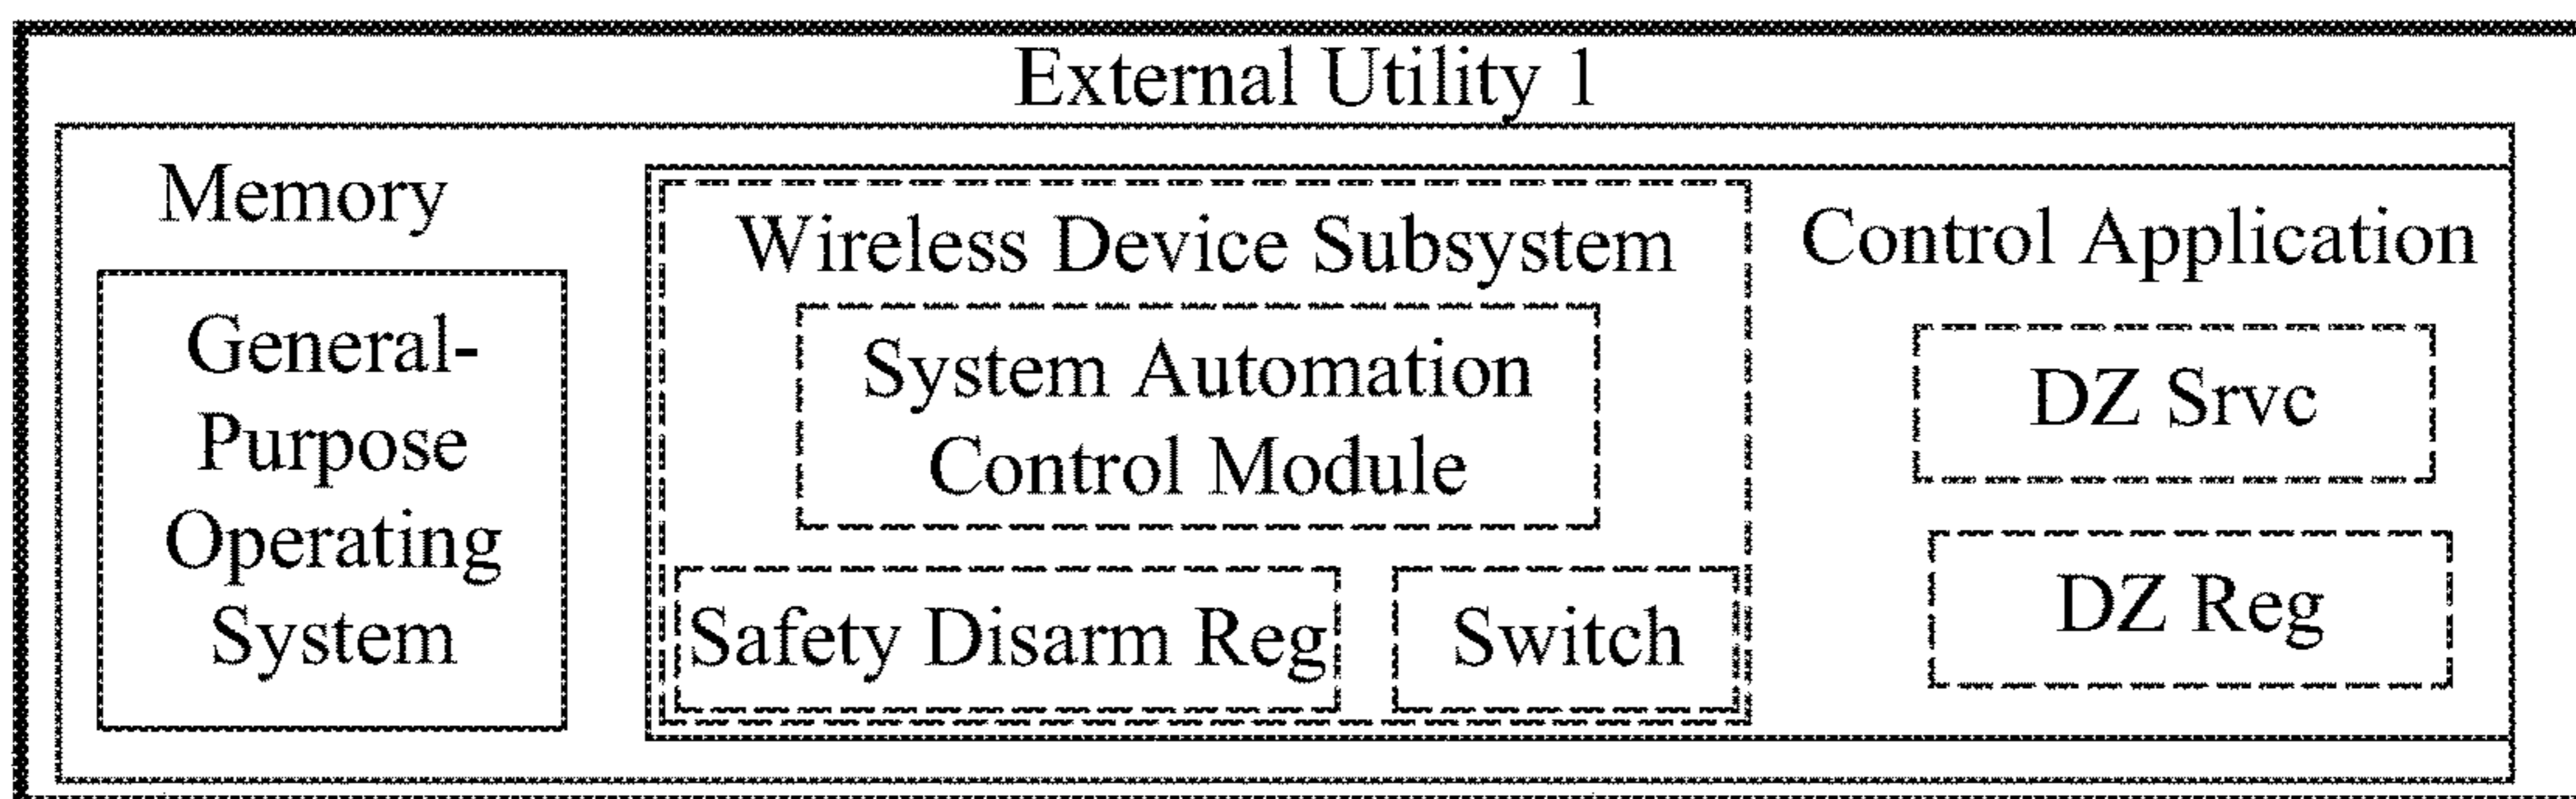 External Utility 1
Memory
General-
Purpose
Operating
System
Wireless Device Subsystem
System Automation
Control Module
Safety Disarm Reg
Switch
Control Application
DZ Srvc
DZ Reg